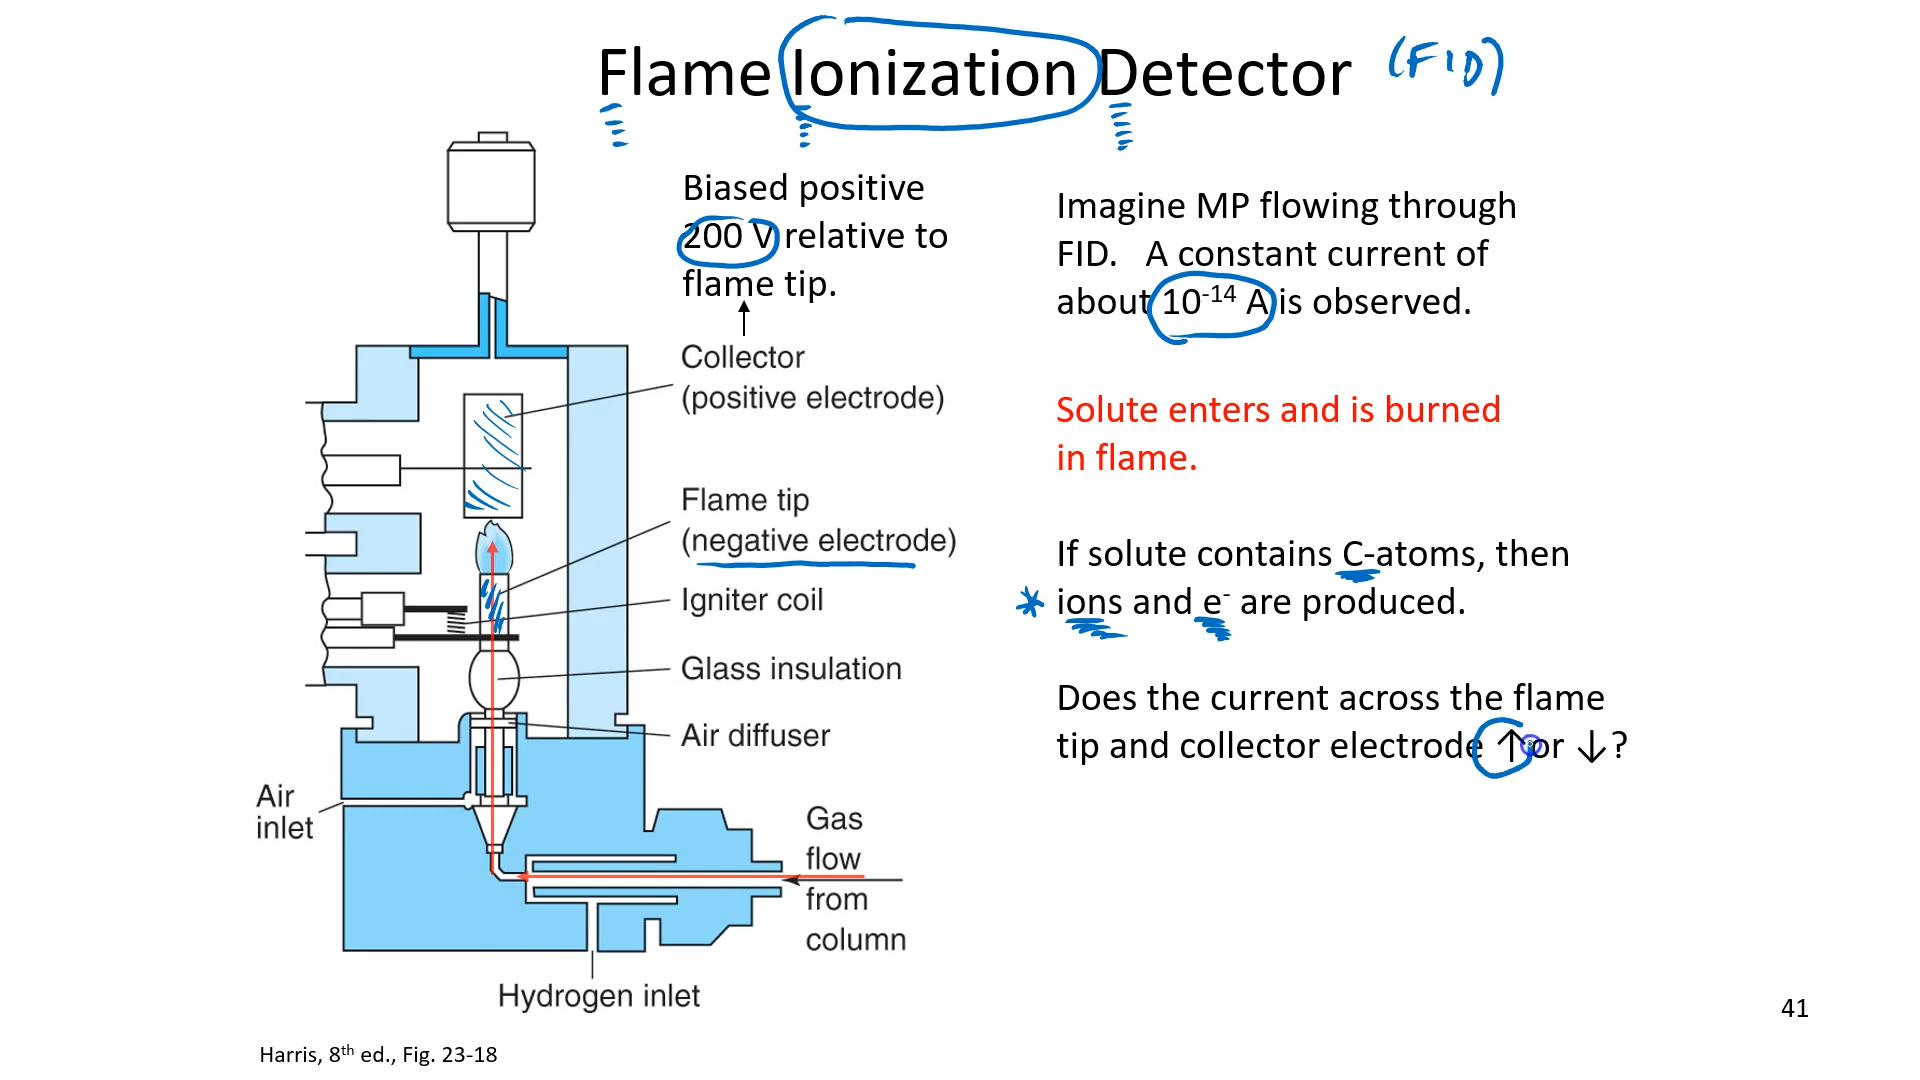 Flame Ionization Detector (FID)
Biased positive
200 V relative to
flame tip.
Collector
(positive electrode)
Flame tip
(negative electrode)
Igniter coil
Glass insulation
Air diffuser
Air
inlet
Gas
flow
from
column
Hydrogen inlet
Imagine MP flowing through
FID. A constant current of
about 10⁻¹⁴ A is observed.
Solute enters and is burned
in flame.
If solute contains C-atoms, then
* ions and e⁻ are produced.
Does the current across the flame
tip and collector electrode ↑ or ↓?
41
Harris, 8th ed., Fig. 23-18